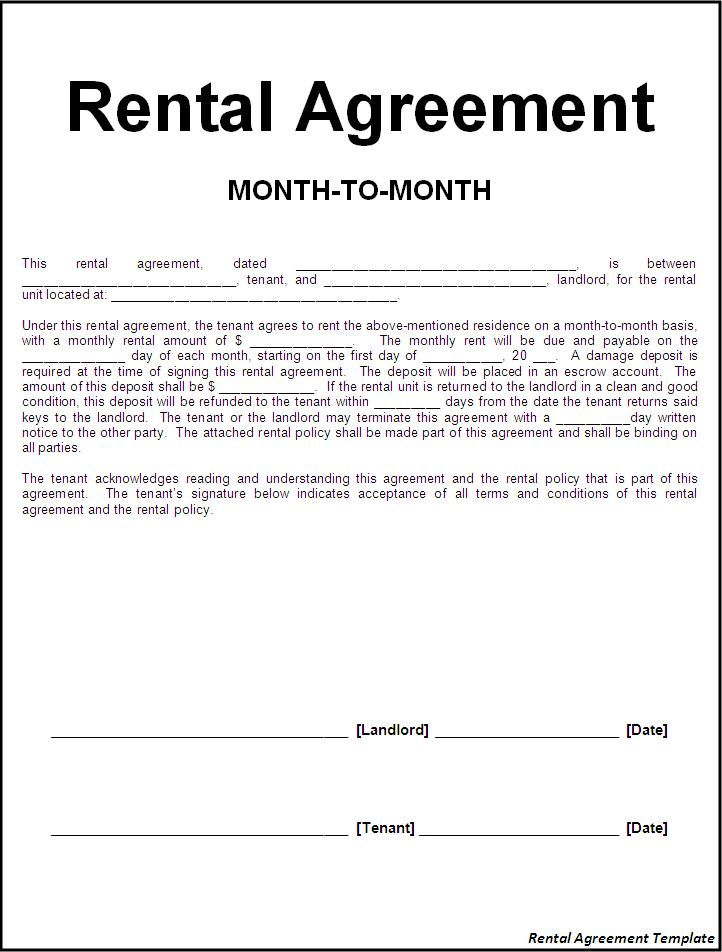 Rental Agreement
MONTH-TO-MONTH
This rental agreement, dated ______________________________________, is between
_____________________________, tenant, and ______________________________, landlord, for the rental
unit located at: _______________________________________.
Under this rental agreement, the tenant agrees to rent the above-mentioned residence on a month-to-month basis,
with a monthly rental amount of $ ______________. The monthly rent will be due and payable on the
______________ day of each month, starting on the first day of ___________, 20 ___. A damage deposit is
required at the time of signing this rental agreement. The deposit will be placed in an escrow account. The
amount of this deposit shall be $ _____________. If the rental unit is returned to the landlord in a clean and good
condition, this deposit will be refunded to the tenant within _________ days from the date the tenant returns said
keys to the landlord. The tenant or the landlord may terminate this agreement with a __________day written
notice to the other party. The attached rental policy shall be made part of this agreement and shall be binding on
all parties.
The tenant acknowledges reading and understanding this agreement and the rental policy that is part of this
agreement. The tenant's signature below indicates acceptance of all terms and conditions of this rental
agreement and the rental policy.
_____________________________________ [Landlord] _______________________ [Date]
_____________________________________ [Tenant] _________________________ [Date]
Rental Agreement Template